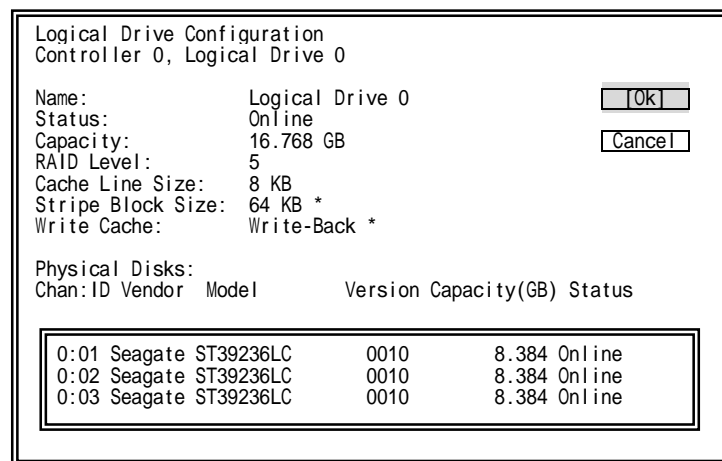 Logical Drive Configuration
Controller 0, Logical Drive 0
Name: Logical Drive 0 [Ok]
Status: Online
Capacity: 16.768 GB Cancel
RAID Level: 5
Cache Line Size: 8 KB
Stripe Block Size: 64 KB *
Write Cache: Write-Back *
Physical Disks:
Chan:ID Vendor Model Version Capacity(GB) Status
0:01 Seagate ST39236LC 0010 8.384 Online
0:02 Seagate ST39236LC 0010 8.384 Online
0:03 Seagate ST39236LC 0010 8.384 Online